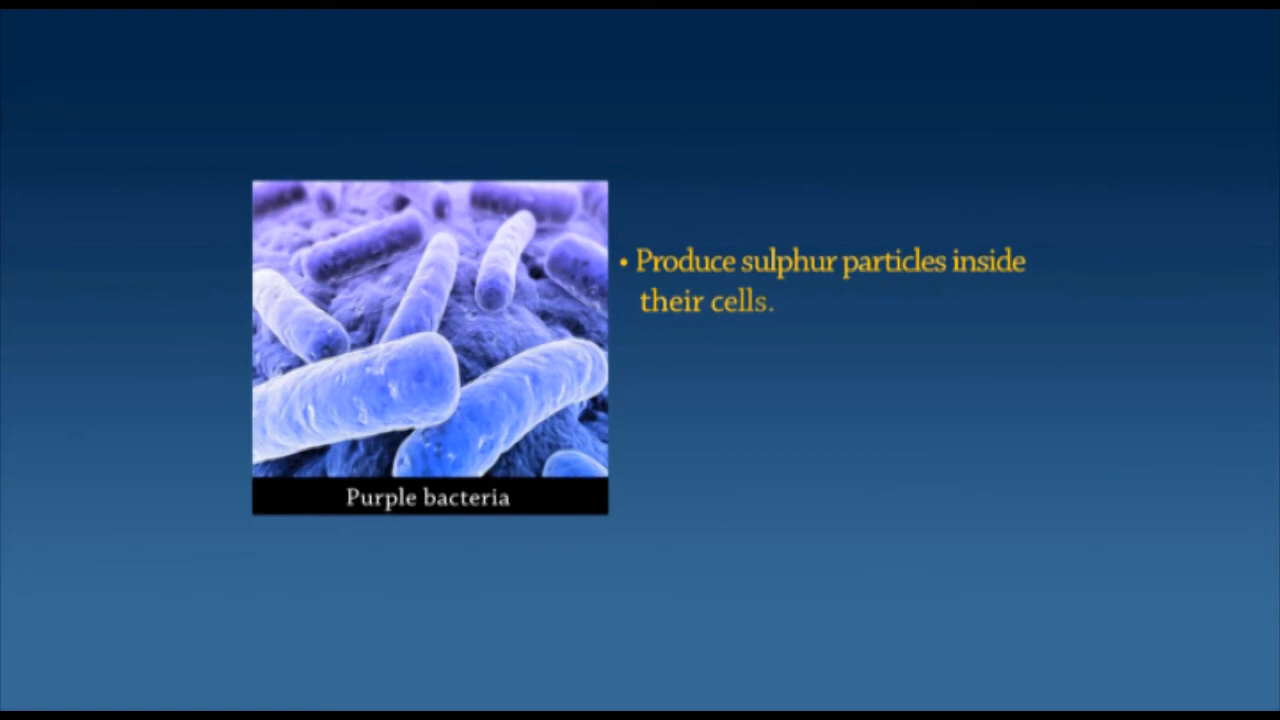 • Produce sulphur particles inside
their cells.
Purple bacteria